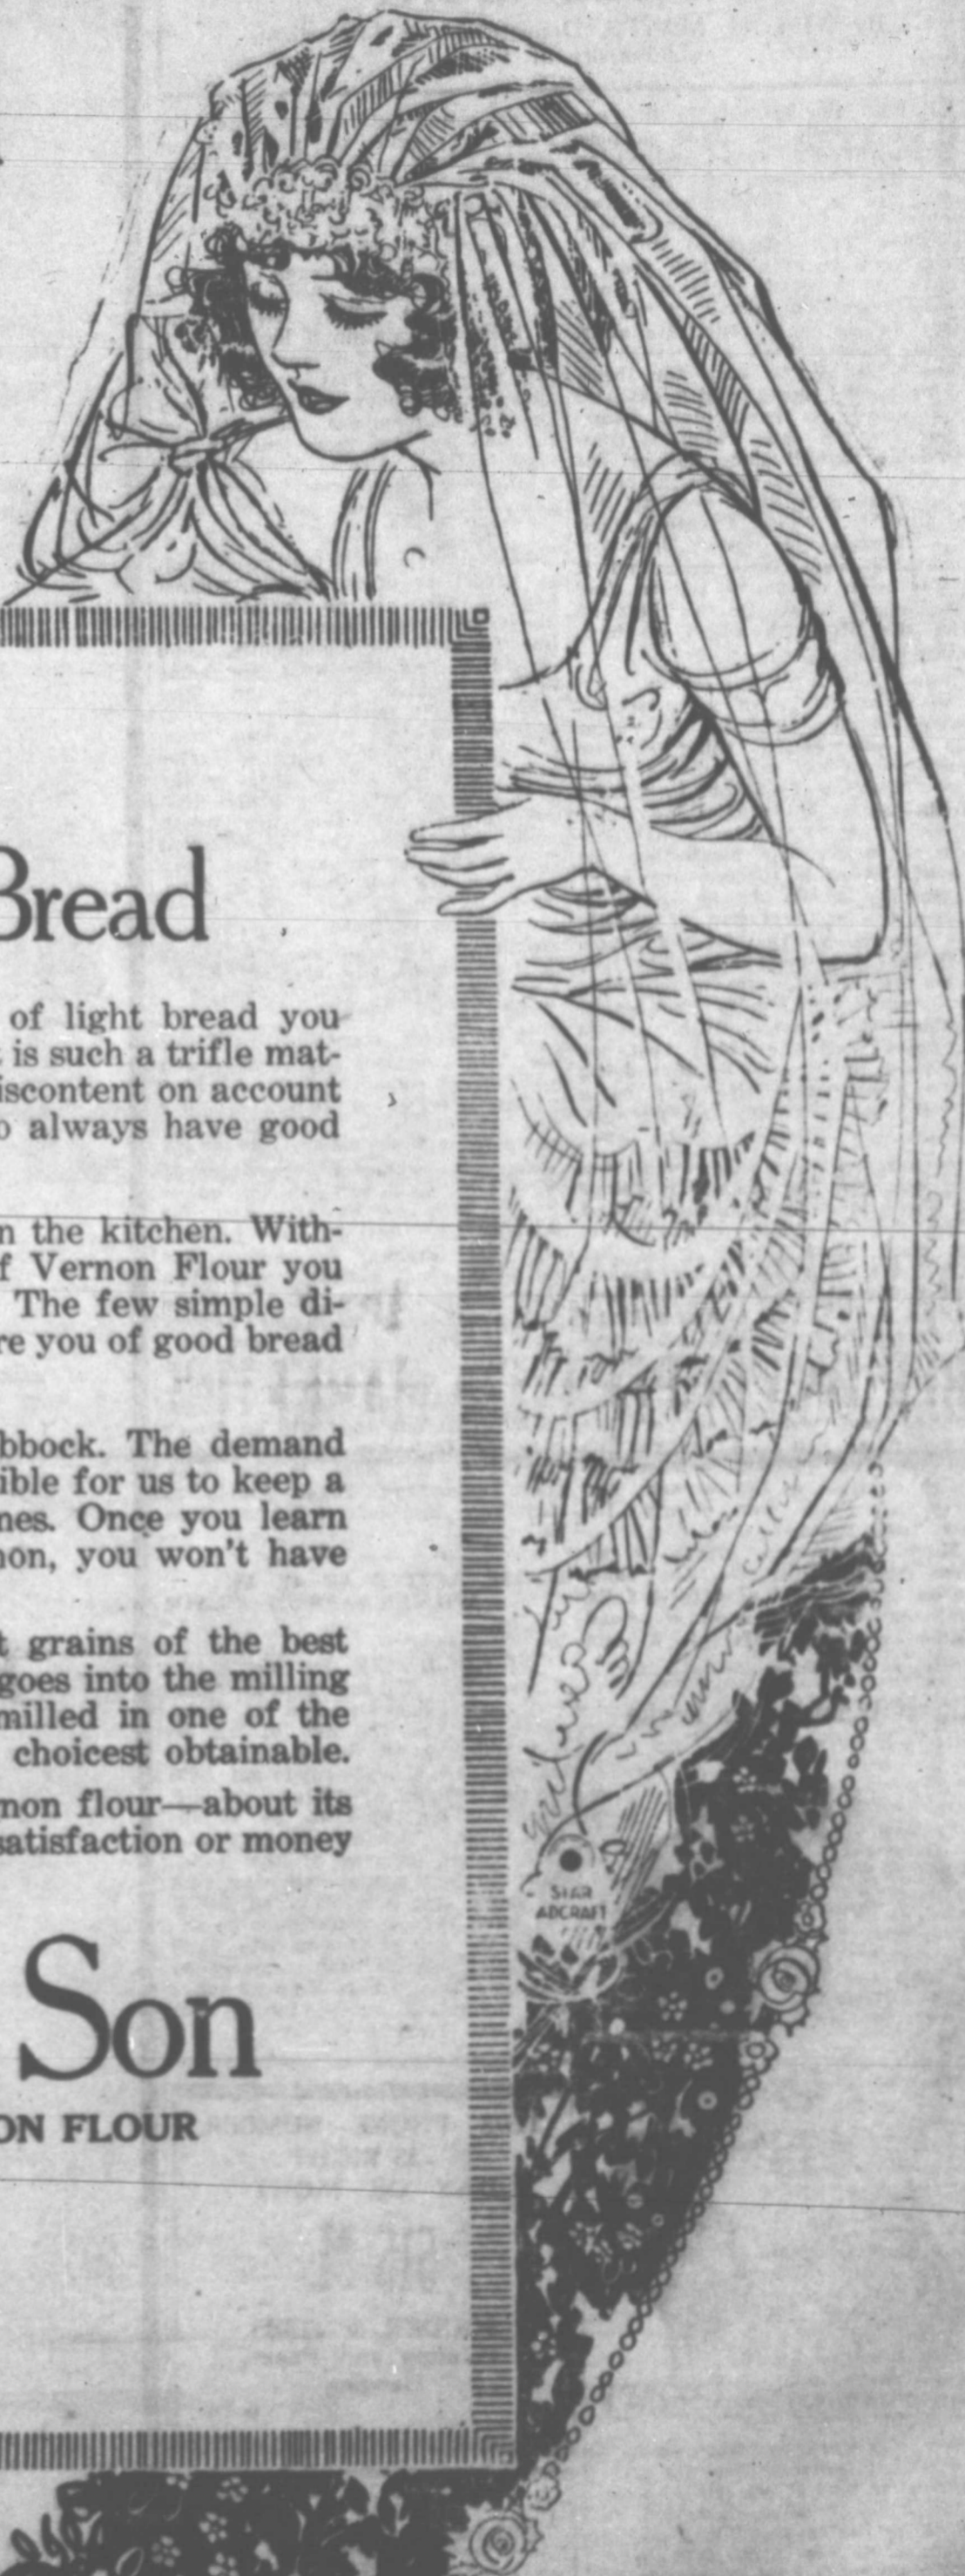 Bread
of light bread you
is such a trifle mat-
iscontent on account
always have good
n the kitchen. With-
f Vernon Flour you
The few simple di-
re you of good bread
bbock. The demand
ible for us to keep a
nes. Once you learn
non, you won't have
t grains of the best
goes into the milling
milled in one of the
choicest obtainable.
non flour—about its
satisfaction or money
STAR
ADCRAFT
Son
ON FLOUR